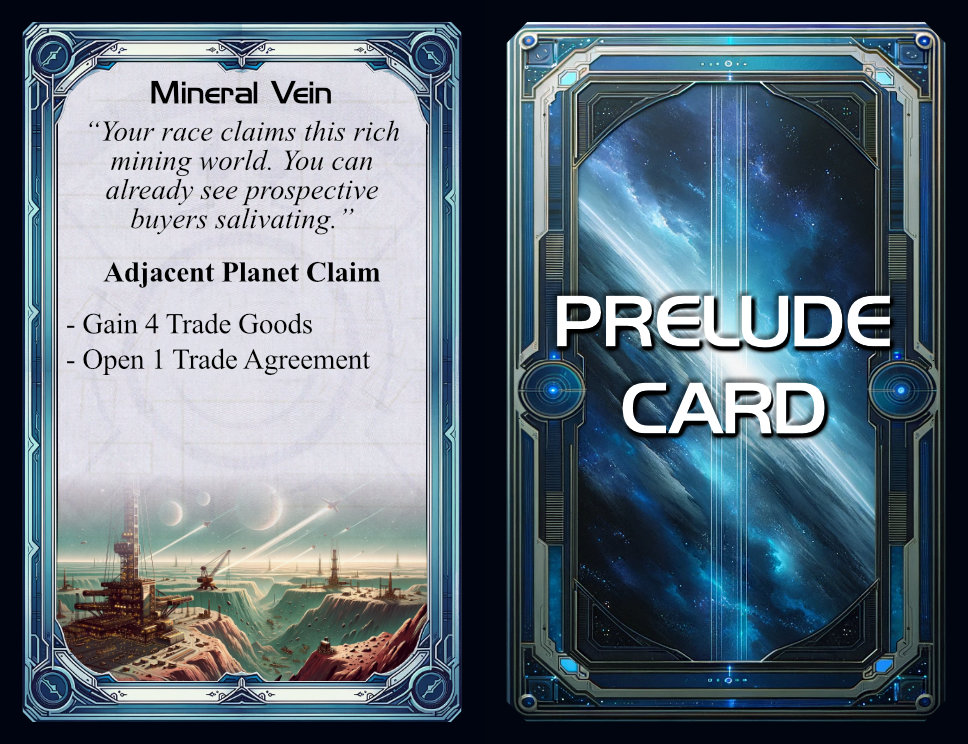 Mineral Vein
“Your race claims this rich
mining world. You can
already see prospective
buyers salivating.”
Adjacent Planet Claim
- Gain 4 Trade Goods
- Open 1 Trade Agreement
PRELUDE
CARD